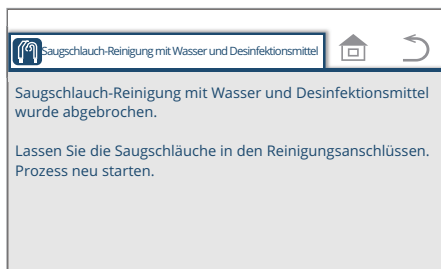 Saugschlauch-Reinigung mit Wasser und Desinfektionsmittel
Saugschlauch-Reinigung mit Wasser und Desinfektionsmittel
wurde abgebrochen.
Lassen Sie die Saugschläuche in den Reinigungsanschlüssen.
Prozess neu starten.